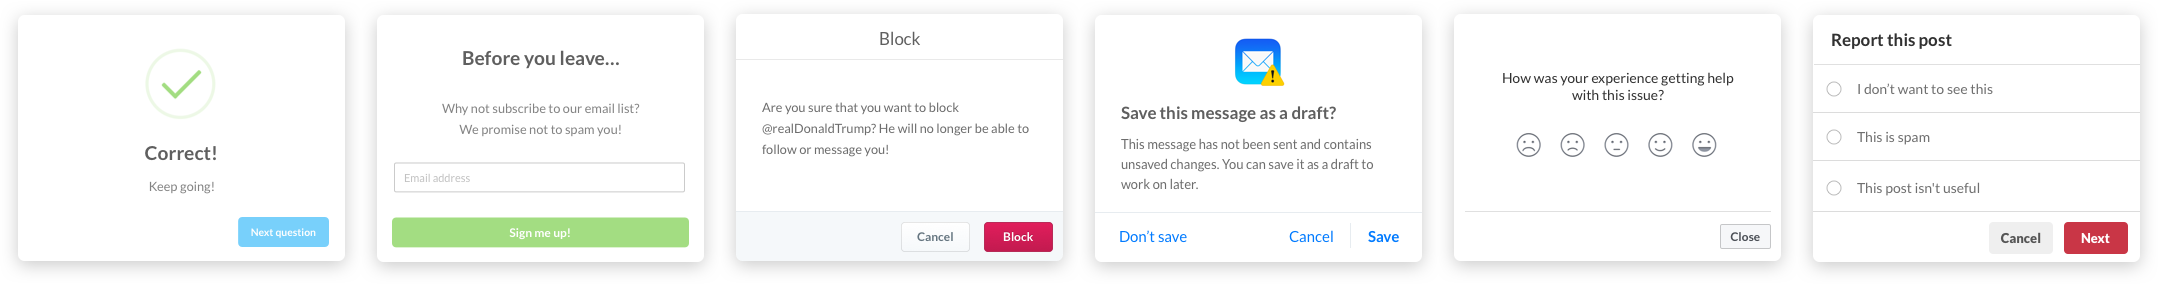 Correct!
Keep going!
Next question
Before you leave...
Why not subscribe to our email list?
We promise not to spam you!
Email address
Sign me up!
Block
Are you sure that you want to block
@realDonaldTrump? He will no longer be able to
follow or message you!
Cancel
Block
Save this message as a draft?
This message has not been sent and contains
unsaved changes. You can save it as a draft to
work on later.
Don't save
Cancel
Save
How was your experience getting help
with this issue?
Close
Report this post
I don't want to see this
This is spam
This post isn't useful
Cancel
Next